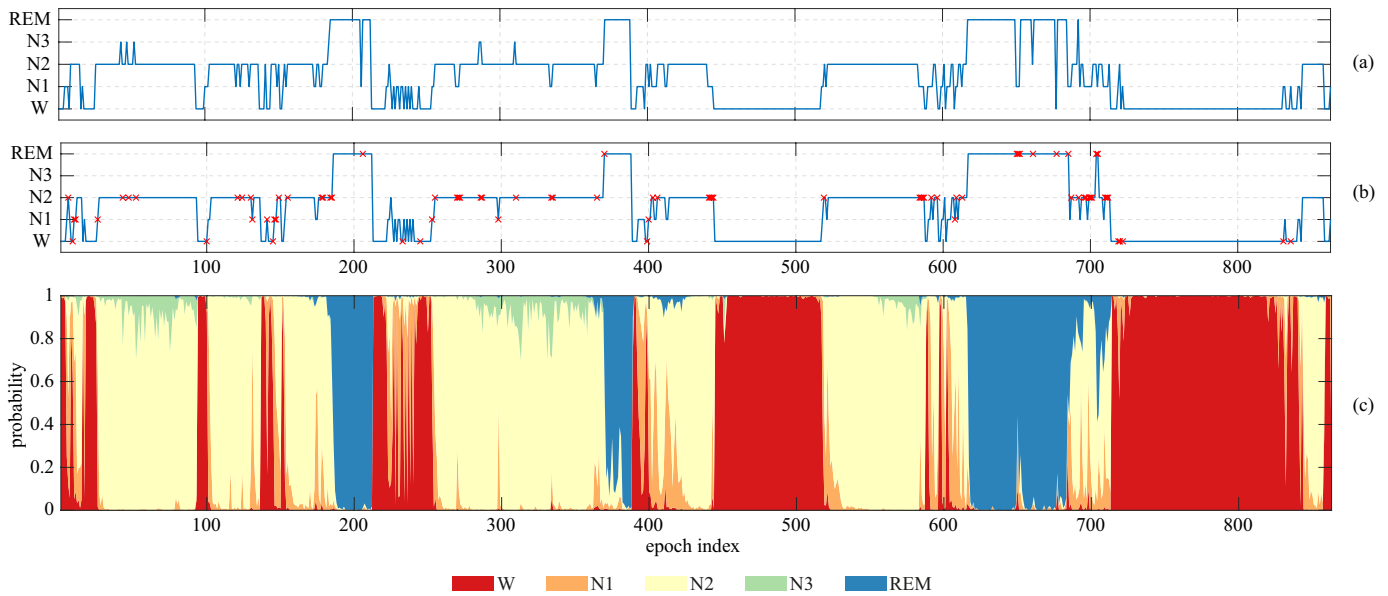 REM
N3
N2
N1
W
(a)
REM
N3
N2
N1
W
(b)
100 200 300 400 500 600 700 800
1
0.8
0.6
0.4
0.2
0
probability
(c)
100 200 300 400 500 600 700 800
epoch index
W N1 N2 N3 REM